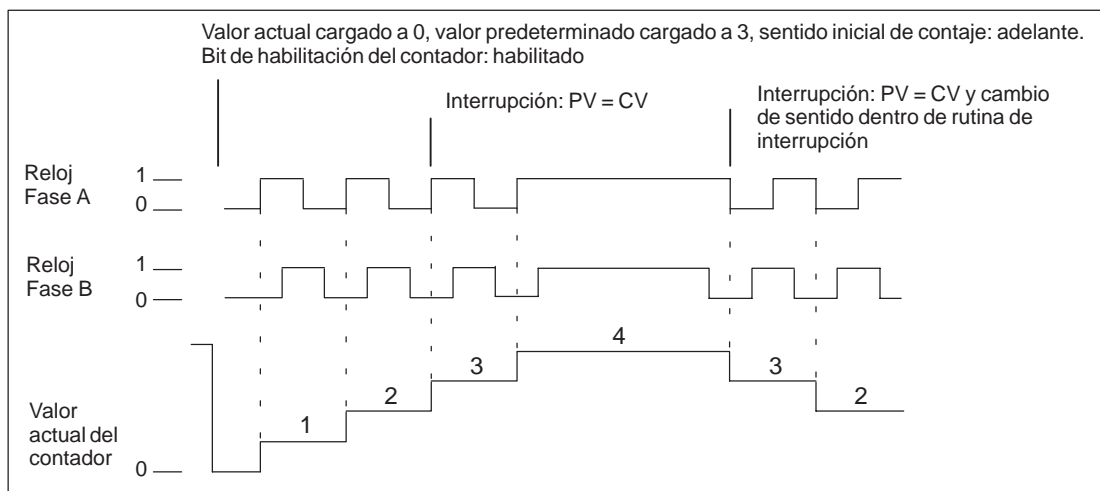 Valor actual cargado a 0, valor predeterminado cargado a 3, sentido inicial de contaje: adelante.
Bit de habilitación del contador: habilitado
Interrupción: PV = CV
Interrupción: PV = CV y cambio
de sentido dentro de rutina de
interrupción
Reloj
Fase A
1
0
Reloj
Fase B
1
0
4
3
3
2
2
1
Valor
actual del
contador
0